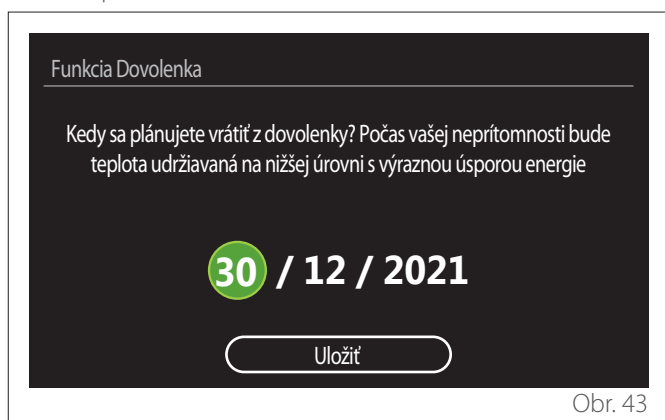 Funkcia Dovolenka
Kedy sa plánujete vrátiť z dovolenky? Počas vašej neprítomnosti bude
teplota udržiavaná na nižšej úrovni s výraznou úsporou energie
30 / 12 / 2021
Uložiť
Obr. 43